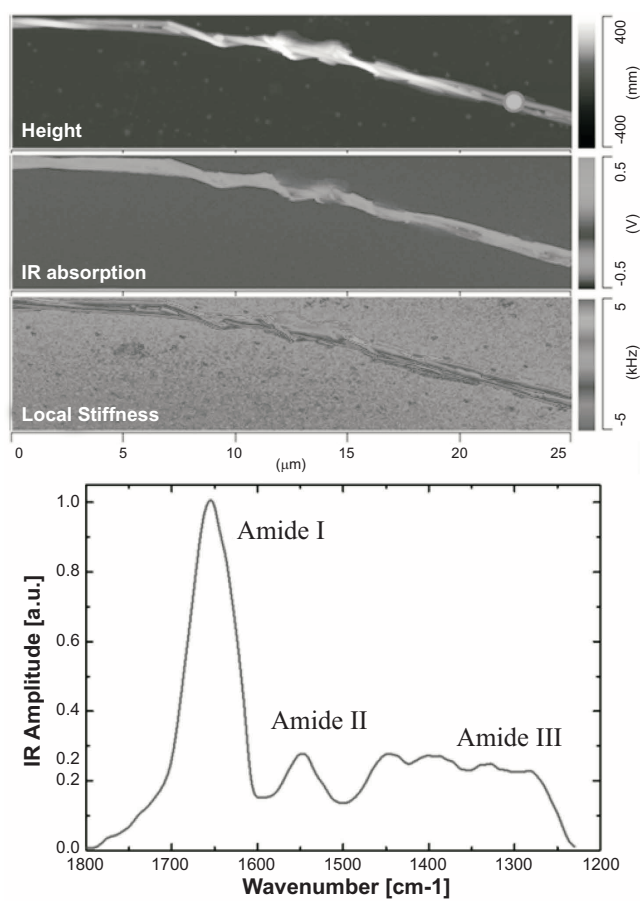 Height
400
(mm)
-400
IR absorption
0.5
(V)
-0.5
Local Stiffness
5
(kHz)
-5
0 5 10 15 20 25
(μm)
IR Amplitude [a.u.]
1.0
0.8
0.6
0.4
0.2
0.2
0.0
Amide I
Amide II
Amide III
1800 1700 1600 1500 1400 1300 1200
Wavenumber [cm-1]